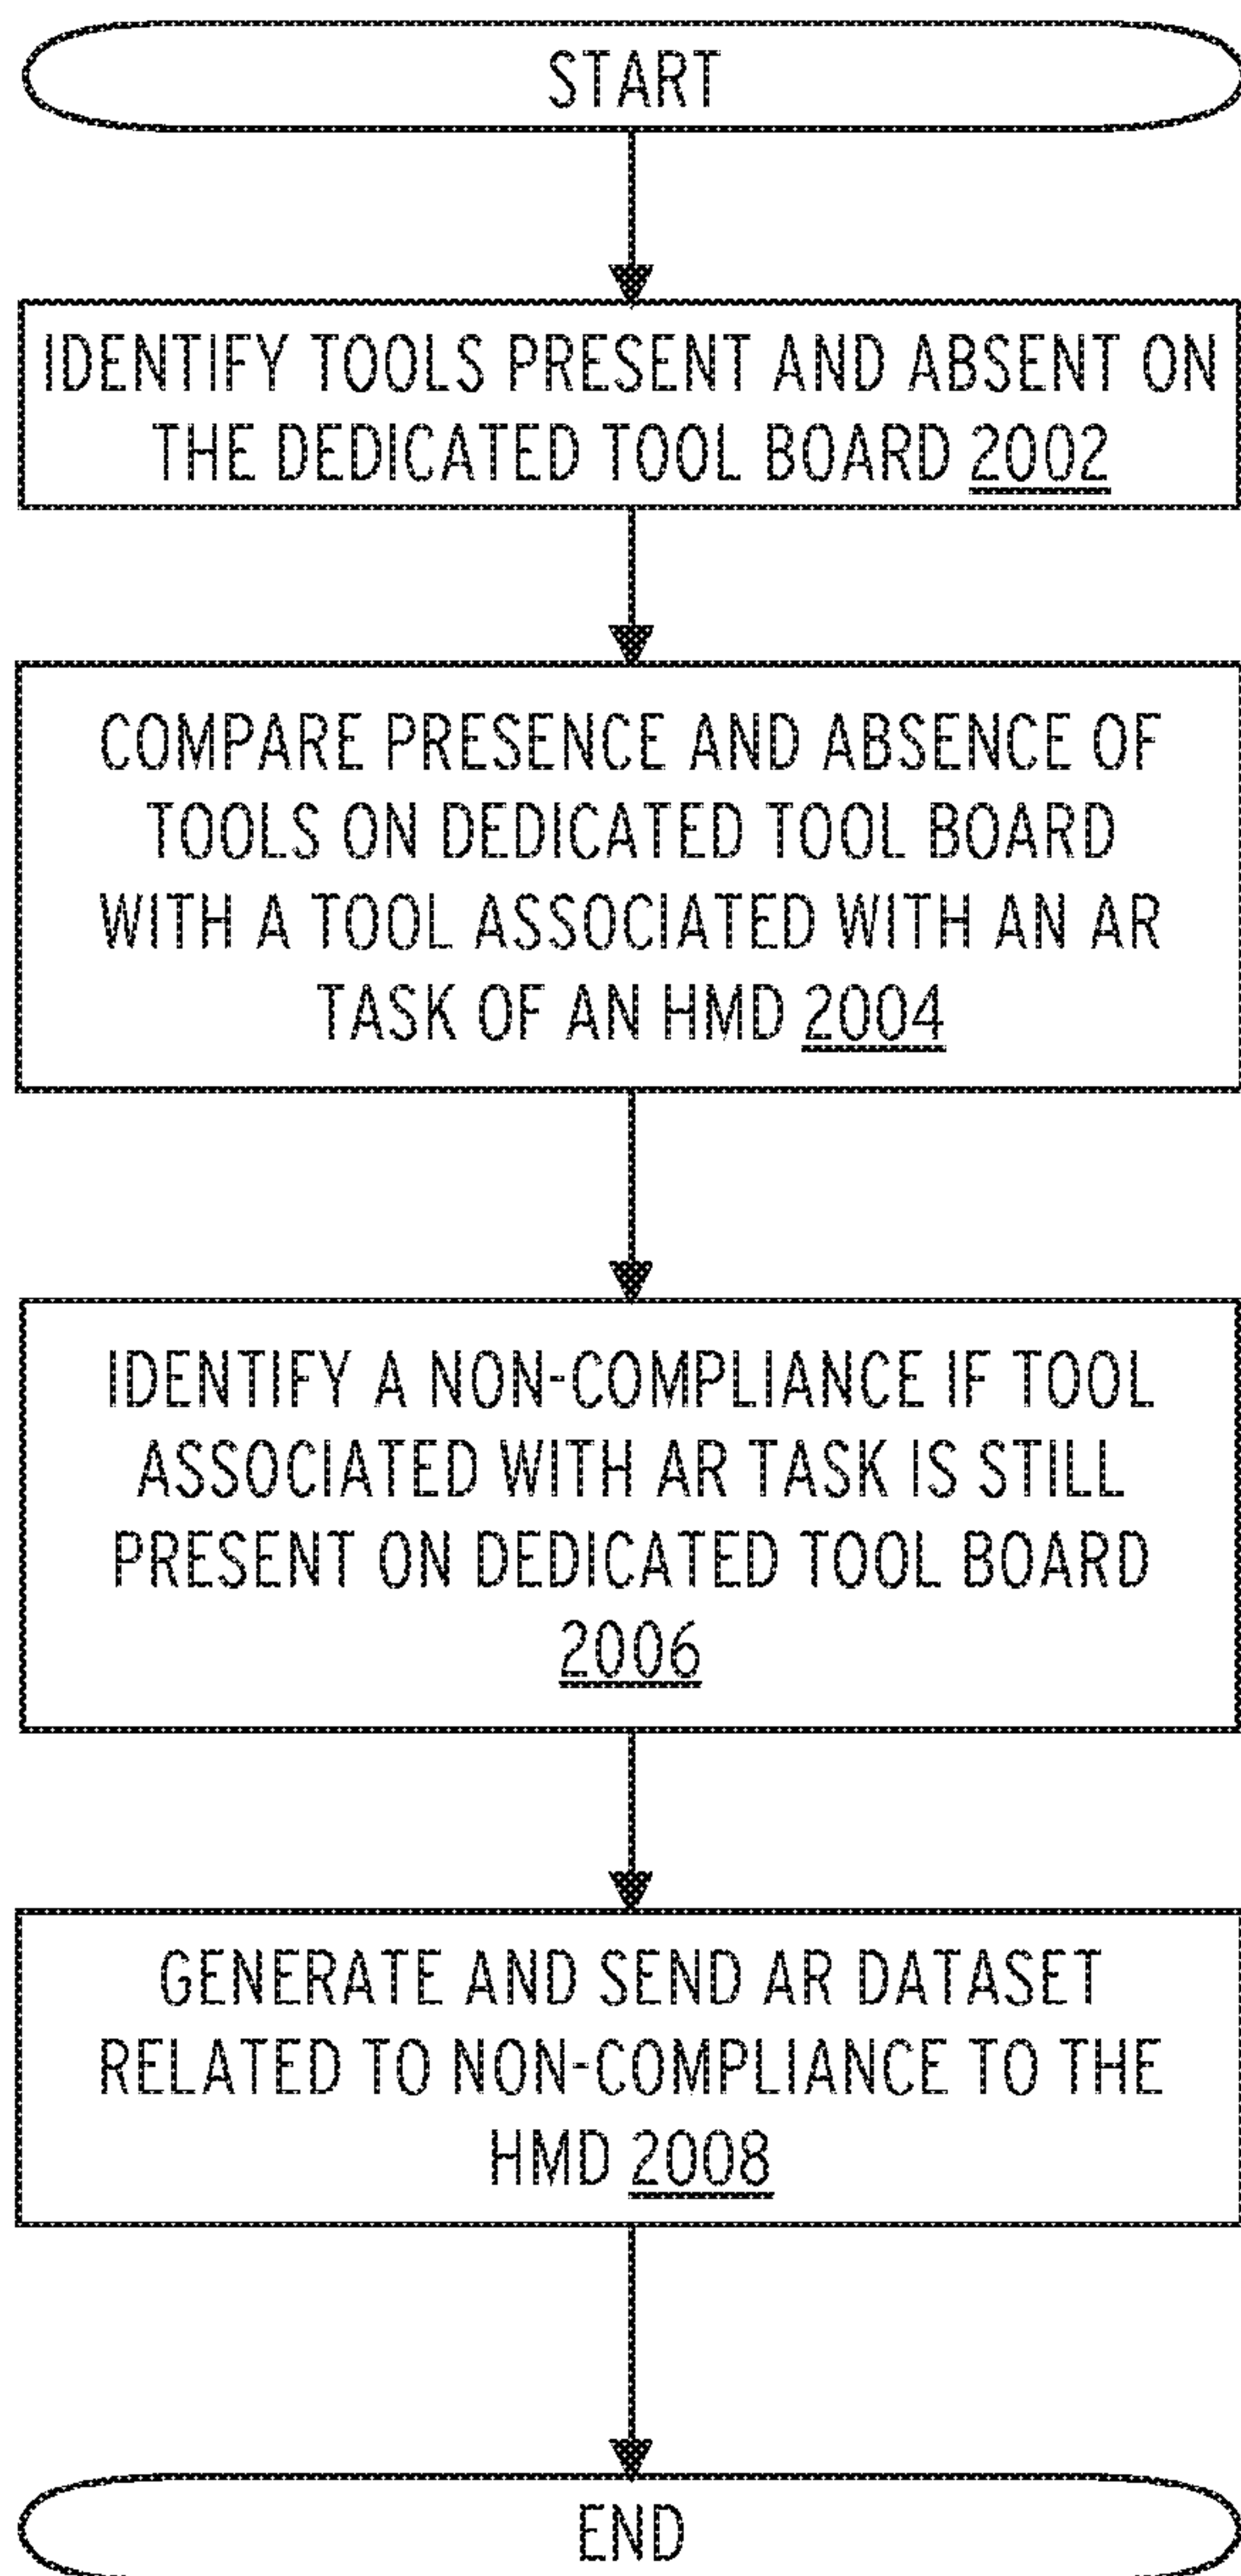 START
IDENTIFY TOOLS PRESENT AND ABSENT ON
THE DEDICATED TOOL BOARD 2002
COMPARE PRESENCE AND ABSENCE OF
TOOLS ON DEDICATED TOOL BOARD
WITH A TOOL ASSOCIATED WITH AN AR
TASK OF AN HMD 2004
IDENTIFY A NON-COMPLIANCE IF TOOL
ASSOCIATED WITH AR TASK IS STILL
PRESENT ON DEDICATED TOOL BOARD
2006
GENERATE AND SEND AR DATASET
RELATED TO NON-COMPLIANCE TO THE
HMD 2008
END